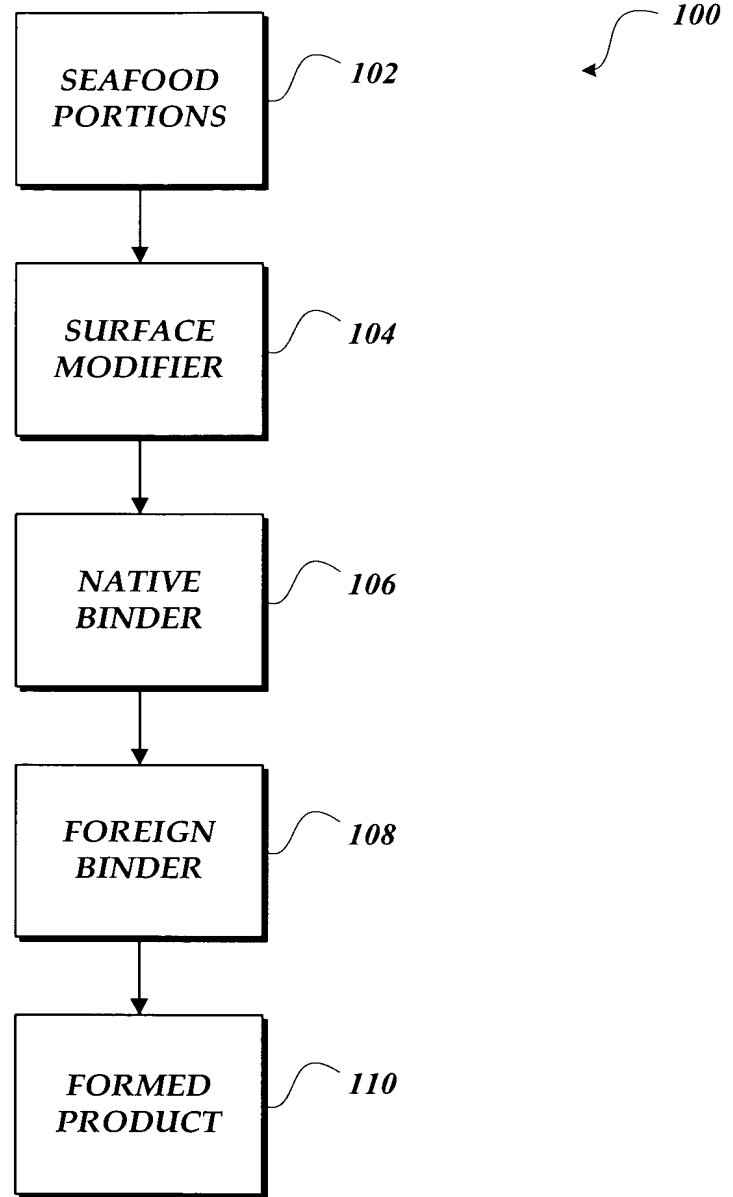 100
SEAFOOD
PORTIONS
102
SURFACE
MODIFIER
104
NATIVE
BINDER
106
FOREIGN
BINDER
108
FORMED
PRODUCT
110